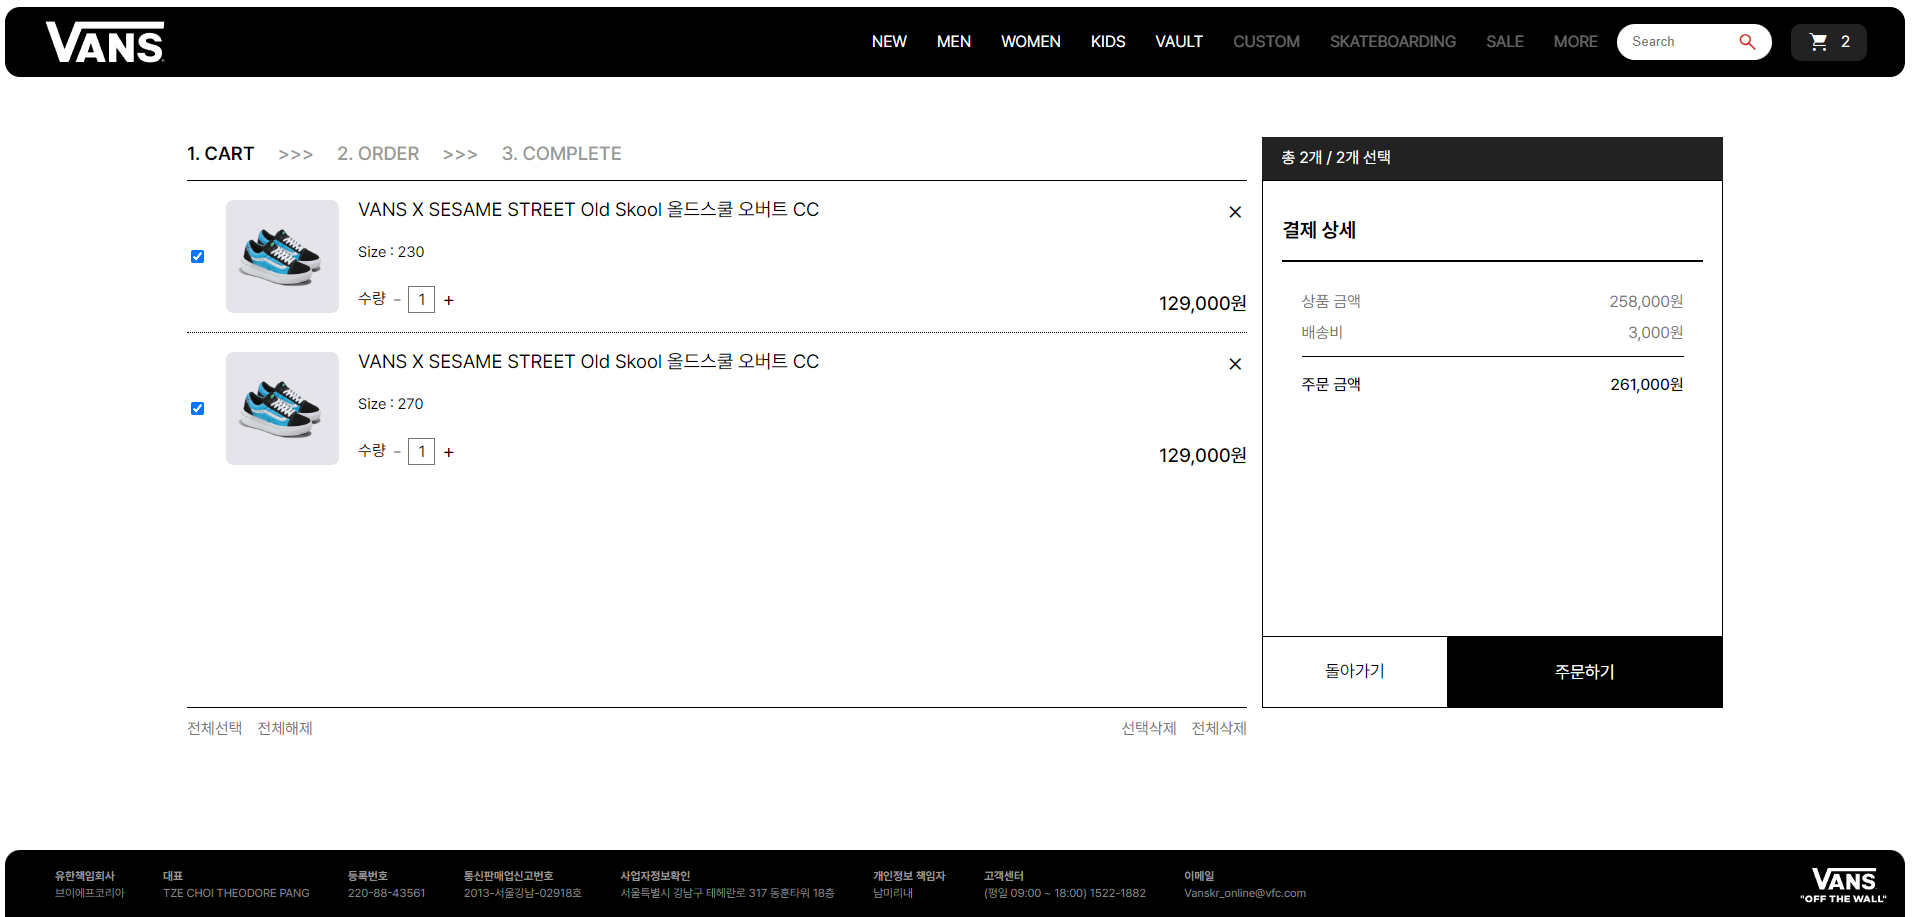 VANS NEW MEN WOMEN KIDS VAULT CUSTOM SKATEBOARDING SALE MORE Search 2
1. CART >>> 2. ORDER >>> 3. COMPLETE
VANS X SESAME STREET Old Skool 올드스쿨 오버트 CC
Size : 230
수량 - 1 +
129,000원
VANS X SESAME STREET Old Skool 올드스쿨 오버트 CC
Size : 270
수량 - 1 +
129,000원
전체선택 전체해제 선택삭제 전체삭제
총 2개 / 2개 선택
결제 상세
상품 금액 258,000원
배송비 3,000원
주문 금액 261,000원
돌아가기 주문하기
유한책임회사 대표 등록번호 통신판매업신고번호 사업자정보확인 개인정보 책임자 고객센터 이메일
브이에프코리아 TZE CHOI THEODORE PANG 220-88-43561 2013-서울강남-02918호 서울특별시 강남구 테헤란로 317 동훈타워 18층 남미리내 (평일 09:00 ~ 18:00) 1522-1882 Vanskr_online@vfc.com
VANS
"OFF THE WALL"